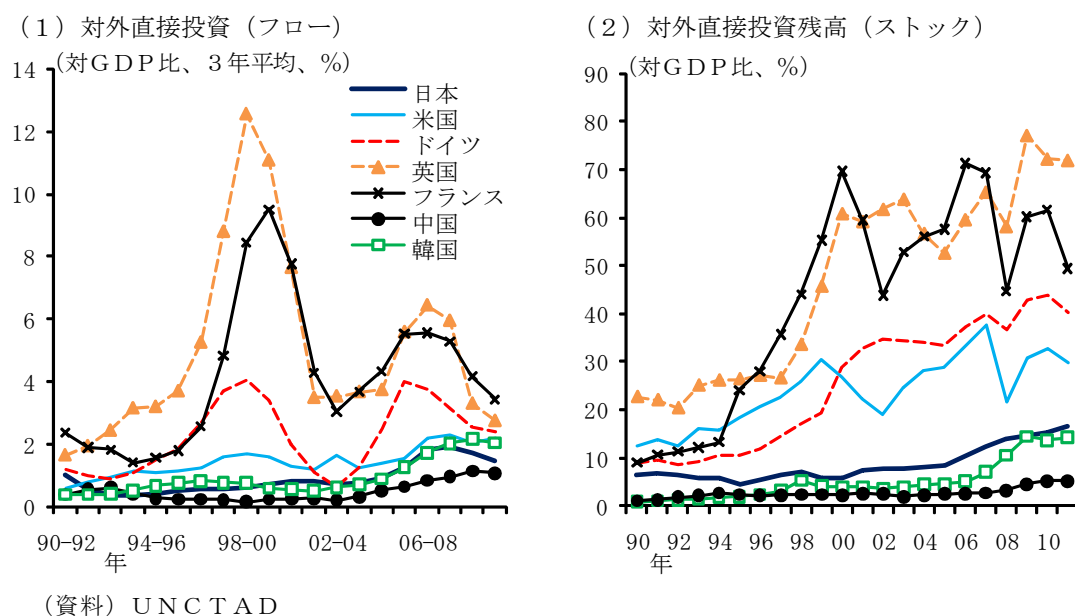 (1)対外直接投資(フロー)
(対GDP比、3年平均、%)
14
12
10
8
6
4
2
0
90-92
94-96
98-00
02-04
06-08
年
日本
米国
ドイツ
英国
フランス
中国
韓国
(2)対外直接投資残高(ストック)
(対GDP比、%)
90
80
70
60
50
40
30
20
10
0
90
92
94
96
98
00
02
04
06
08
10
年
(資料)UNCTAD